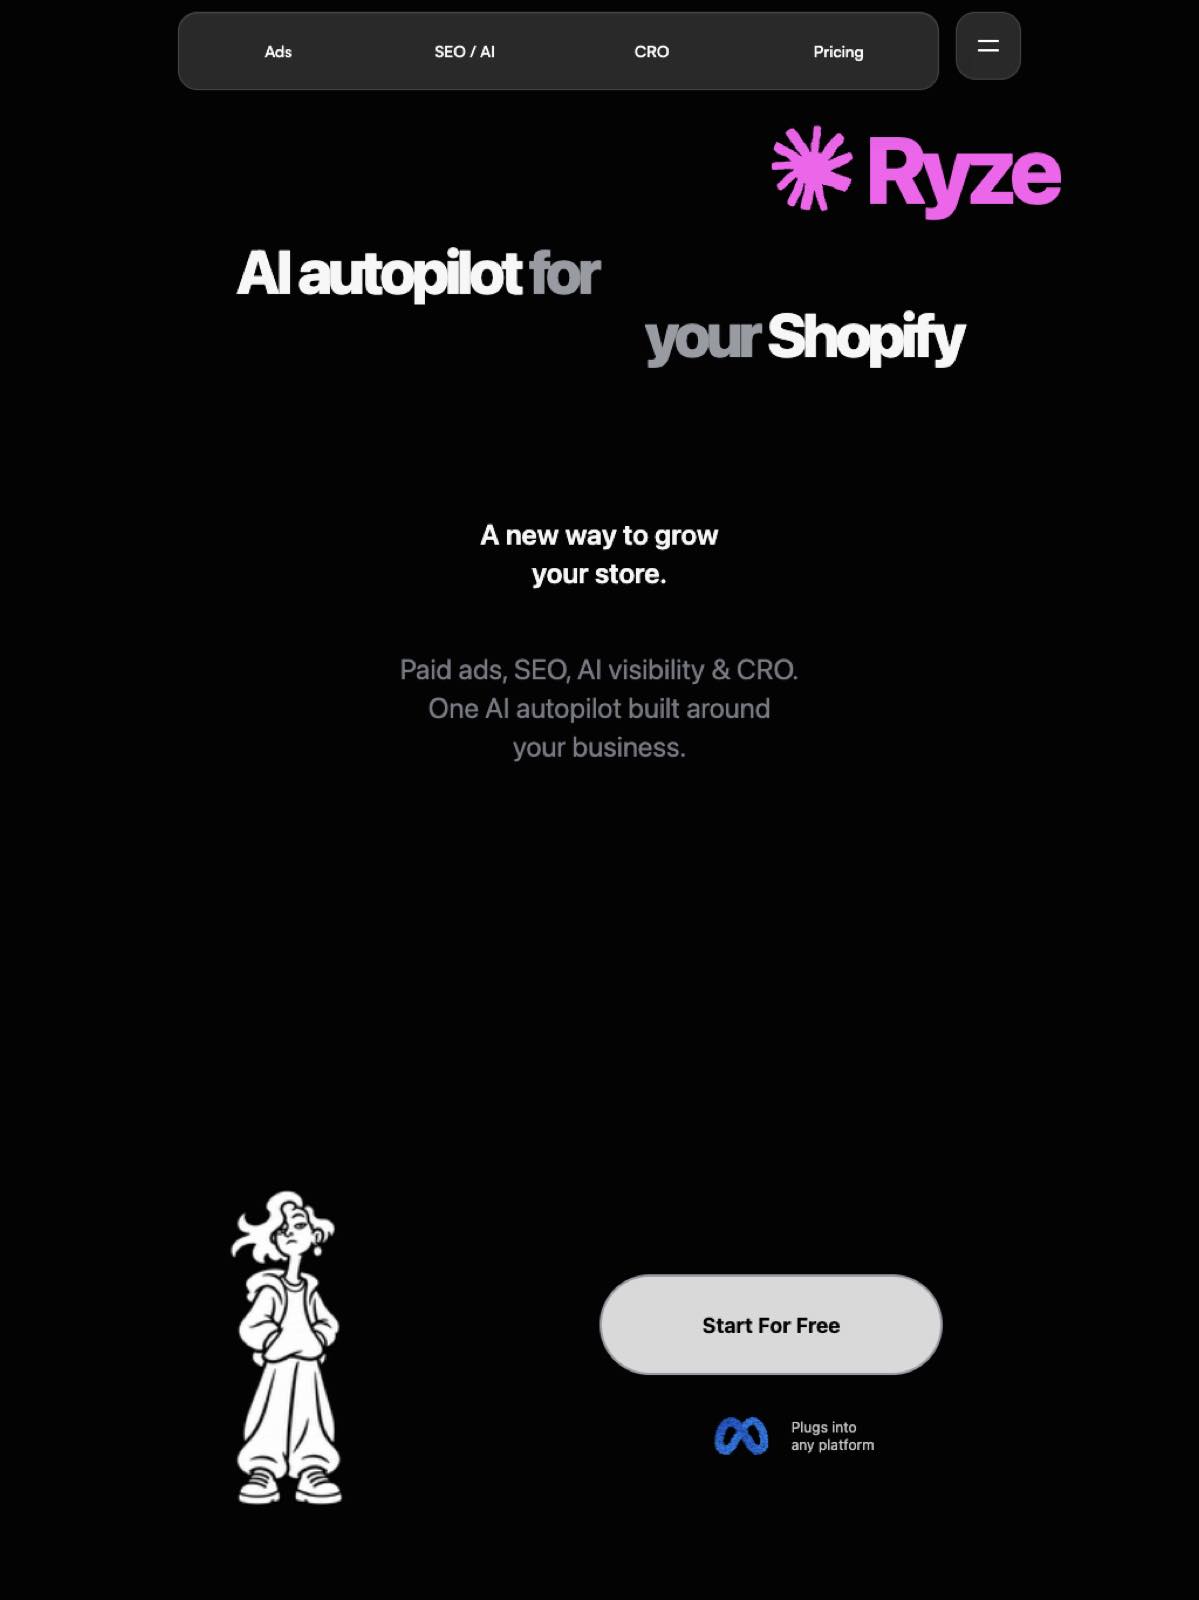 Ads
SEO / AI
CRO
Pricing
Ryze
AI autopilot for
your Shopify
A new way to grow
your store.
Paid ads, SEO, AI visibility & CRO.
One AI autopilot built around
your business.
Start For Free
Plugs into
any platform